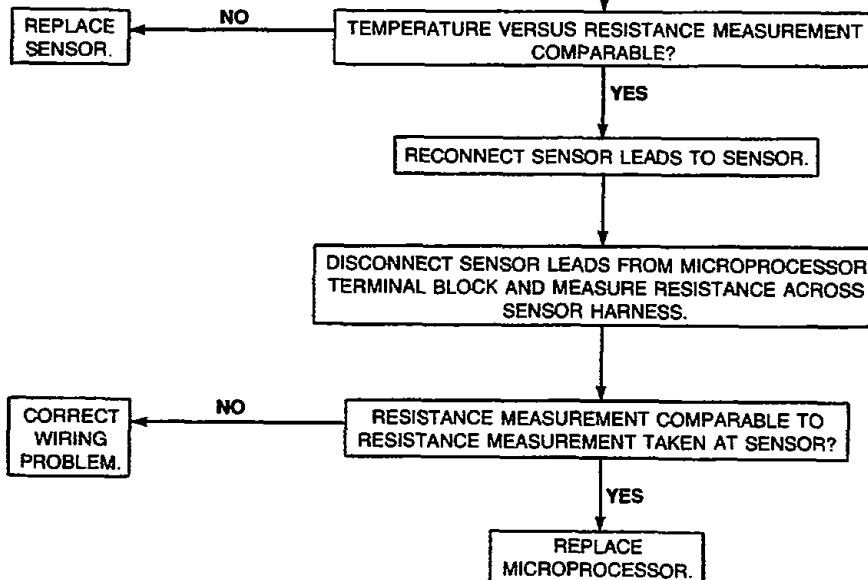 NO
REPLACE
SENSOR.
TEMPERATURE VERSUS RESISTANCE MEASUREMENT
COMPARABLE?
YES
RECONNECT SENSOR LEADS TO SENSOR.
DISCONNECT SENSOR LEADS FROM MICROPROCESSOR
TERMINAL BLOCK AND MEASURE RESISTANCE ACROSS
SENSOR HARNESS.
NO
CORRECT
WIRING
PROBLEM.
RESISTANCE MEASUREMENT COMPARABLE TO
RESISTANCE MEASUREMENT TAKEN AT SENSOR?
YES
REPLACE
MICROPROCESSOR.